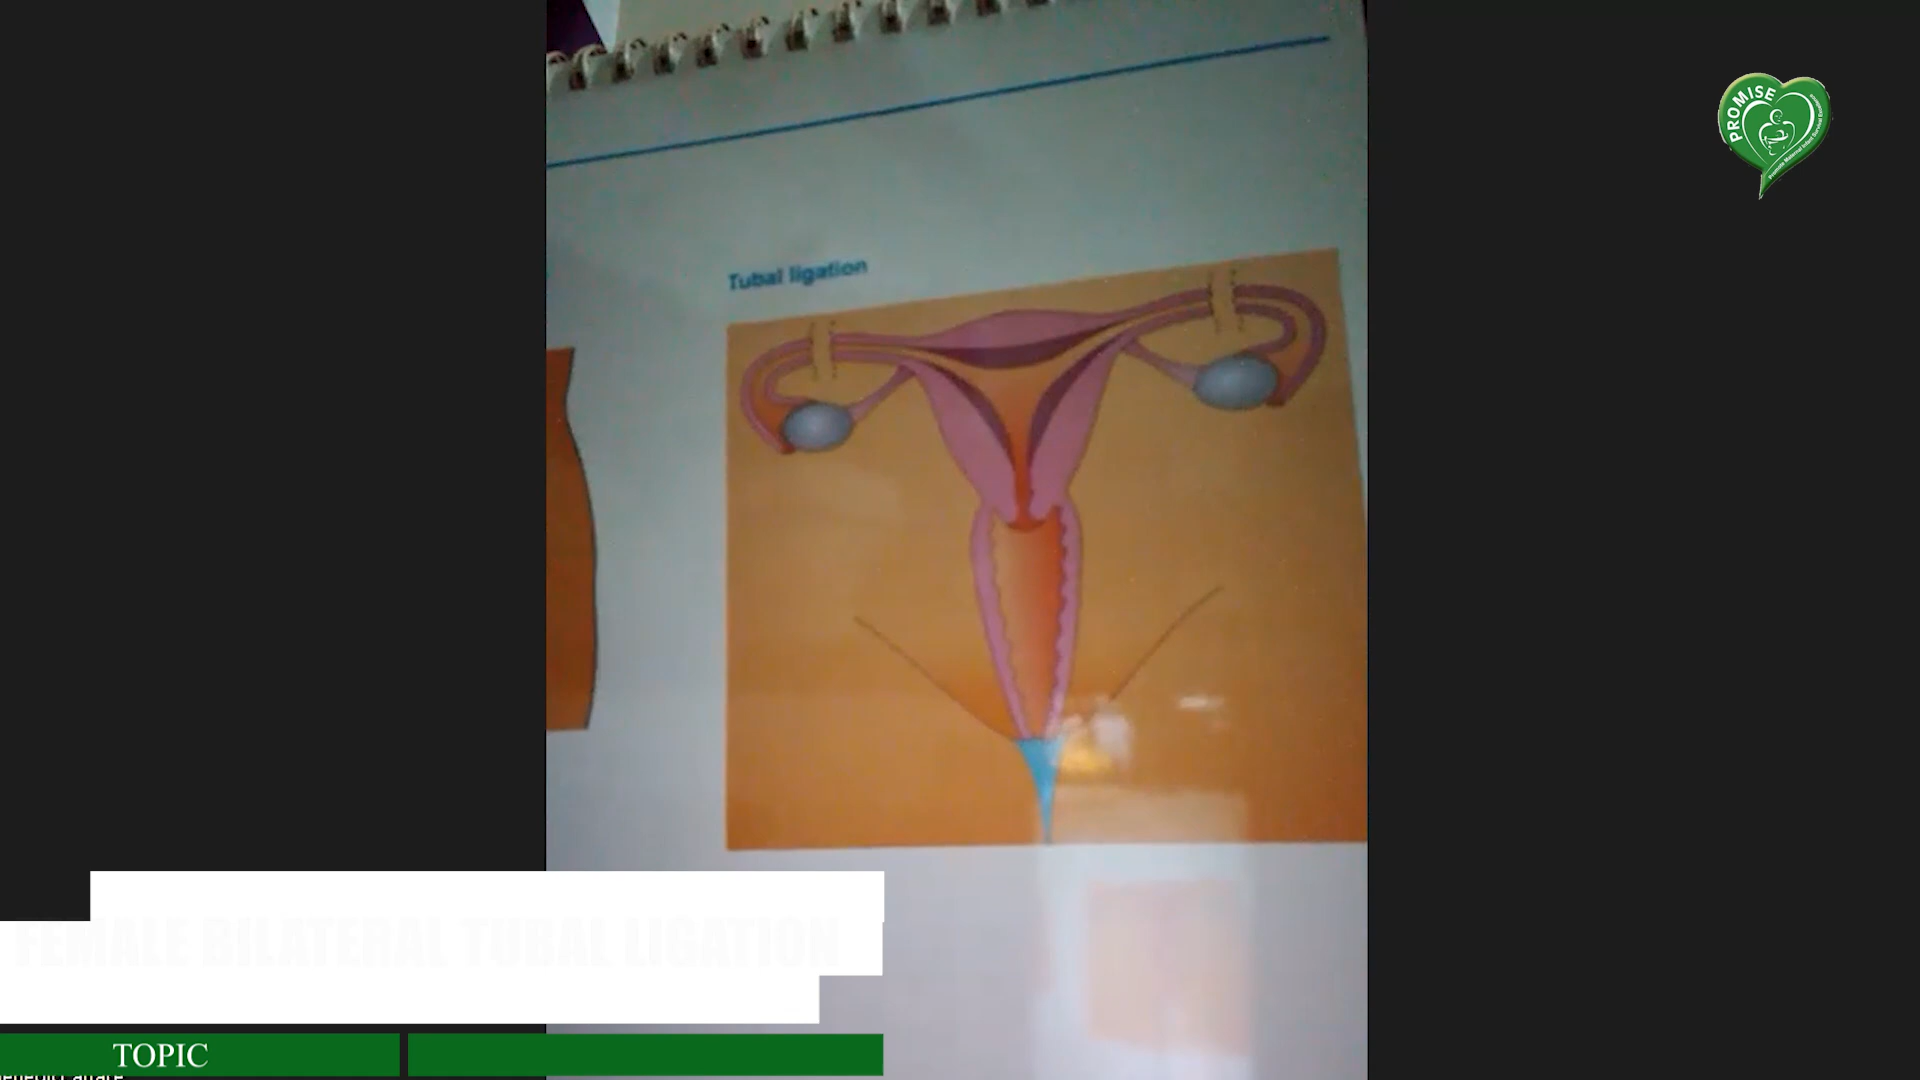 PROMISE
Tubal ligation
FEMALE BILATERAL TUBAL LIGATION
TOPIC